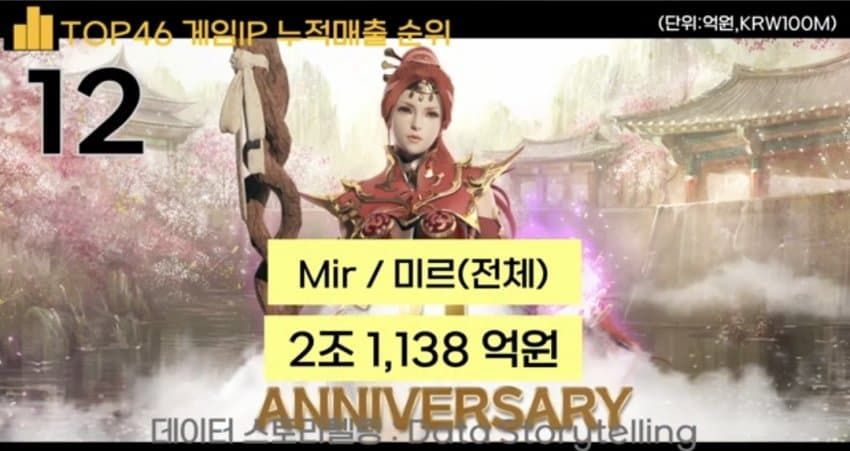 TOP46 게임IP 누적매출 순위
(단위:억원,KRW100M)
12
Mir / 미르(전체)
2조 1,138 억원
ANNIVERSARY
데이터 스토리텔링 : Data Storytelling